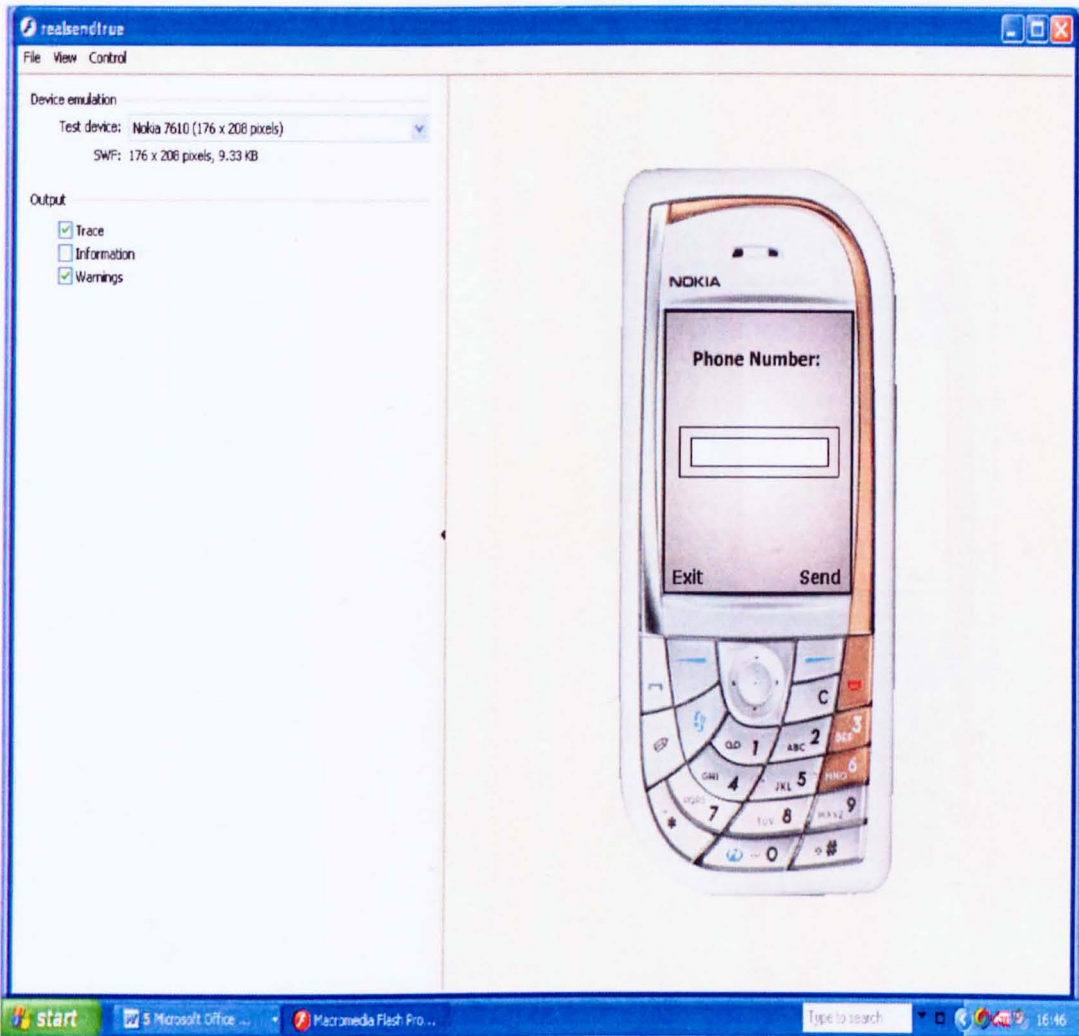 realsendtrue
File View Control
Device emulation
Test device: Nokia 7610 (176 x 208 pixels)
SWF: 176 x 208 pixels, 9.33 KB
Output
Trace
Information
Warnings
NOKIA
Phone Number:
Exit Send
C
1 ABC 2 3
GHI 4 JKL 5 MNO 6
PQRS 7 TUV 8 WXYZ 9
* 0 #
start 5 Microsoft Office ... Macromedia Flash Pro... Type to search 16:46